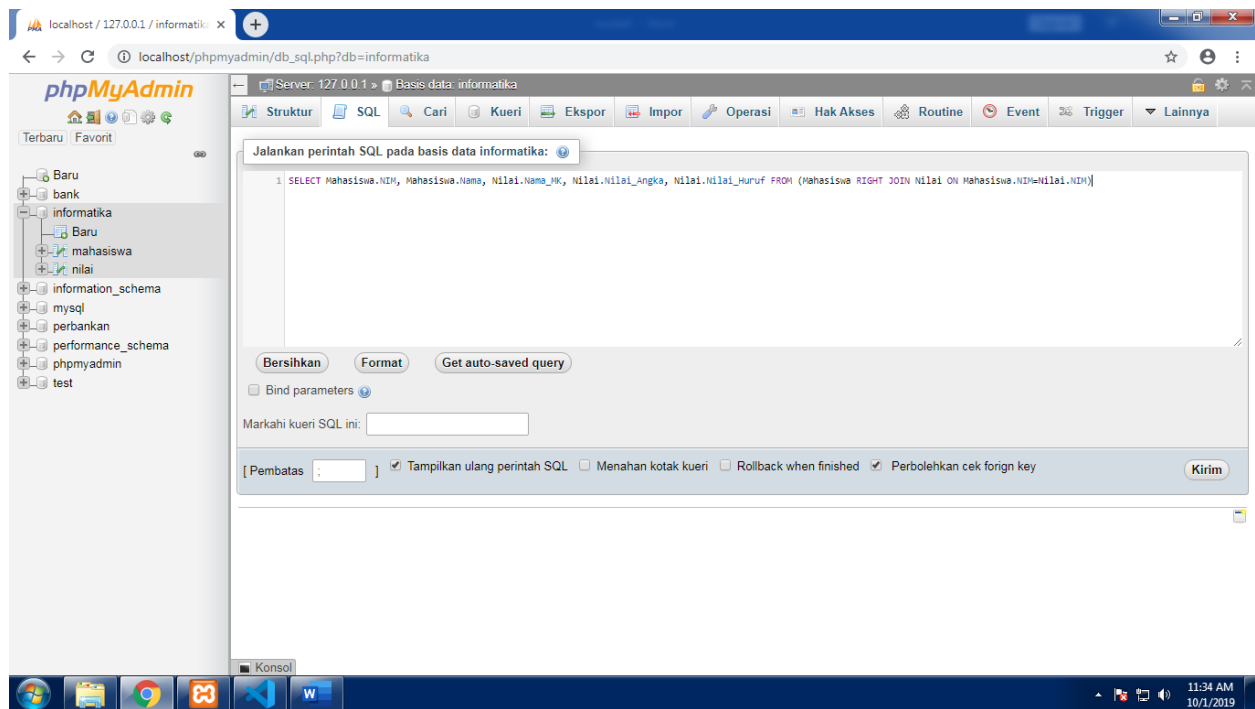 localhost / 127.0.0.1 / informatika
localhost/phpmyadmin/db_sql.php?db=informatika
phpMyAdmin
Terbaru Favorit
Baru
bank
informatika
Baru
mahasiswa
nilai
information_schema
mysql
perbankan
performance_schema
phpmyadmin
test
Server: 127.0.0.1 » Basis data: informatika
Struktur SQL Cari Kueri Ekspor Impor Operasi Hak Akses Routine Event Trigger Lainnya
Jalankan perintah SQL pada basis data informatika:
1 SELECT Mahasiswa.NIM, Mahasiswa.Nama, Nilai.Nama_MK, Nilai.Nilai_Angka, Nilai.Nilai_Huruf FROM (Mahasiswa RIGHT JOIN Nilai ON Mahasiswa.NIM=Nilai.NIM)
Bersihkan Format Get auto-saved query
Bind parameters
Markahi kueri SQL ini:
[ Pembatas ; ] Tampilkan ulang perintah SQL Menahan kotak kueri Rollback when finished Perbolehkan cek forign key Kirim
Konsol
W
11:34 AM
10/1/2019